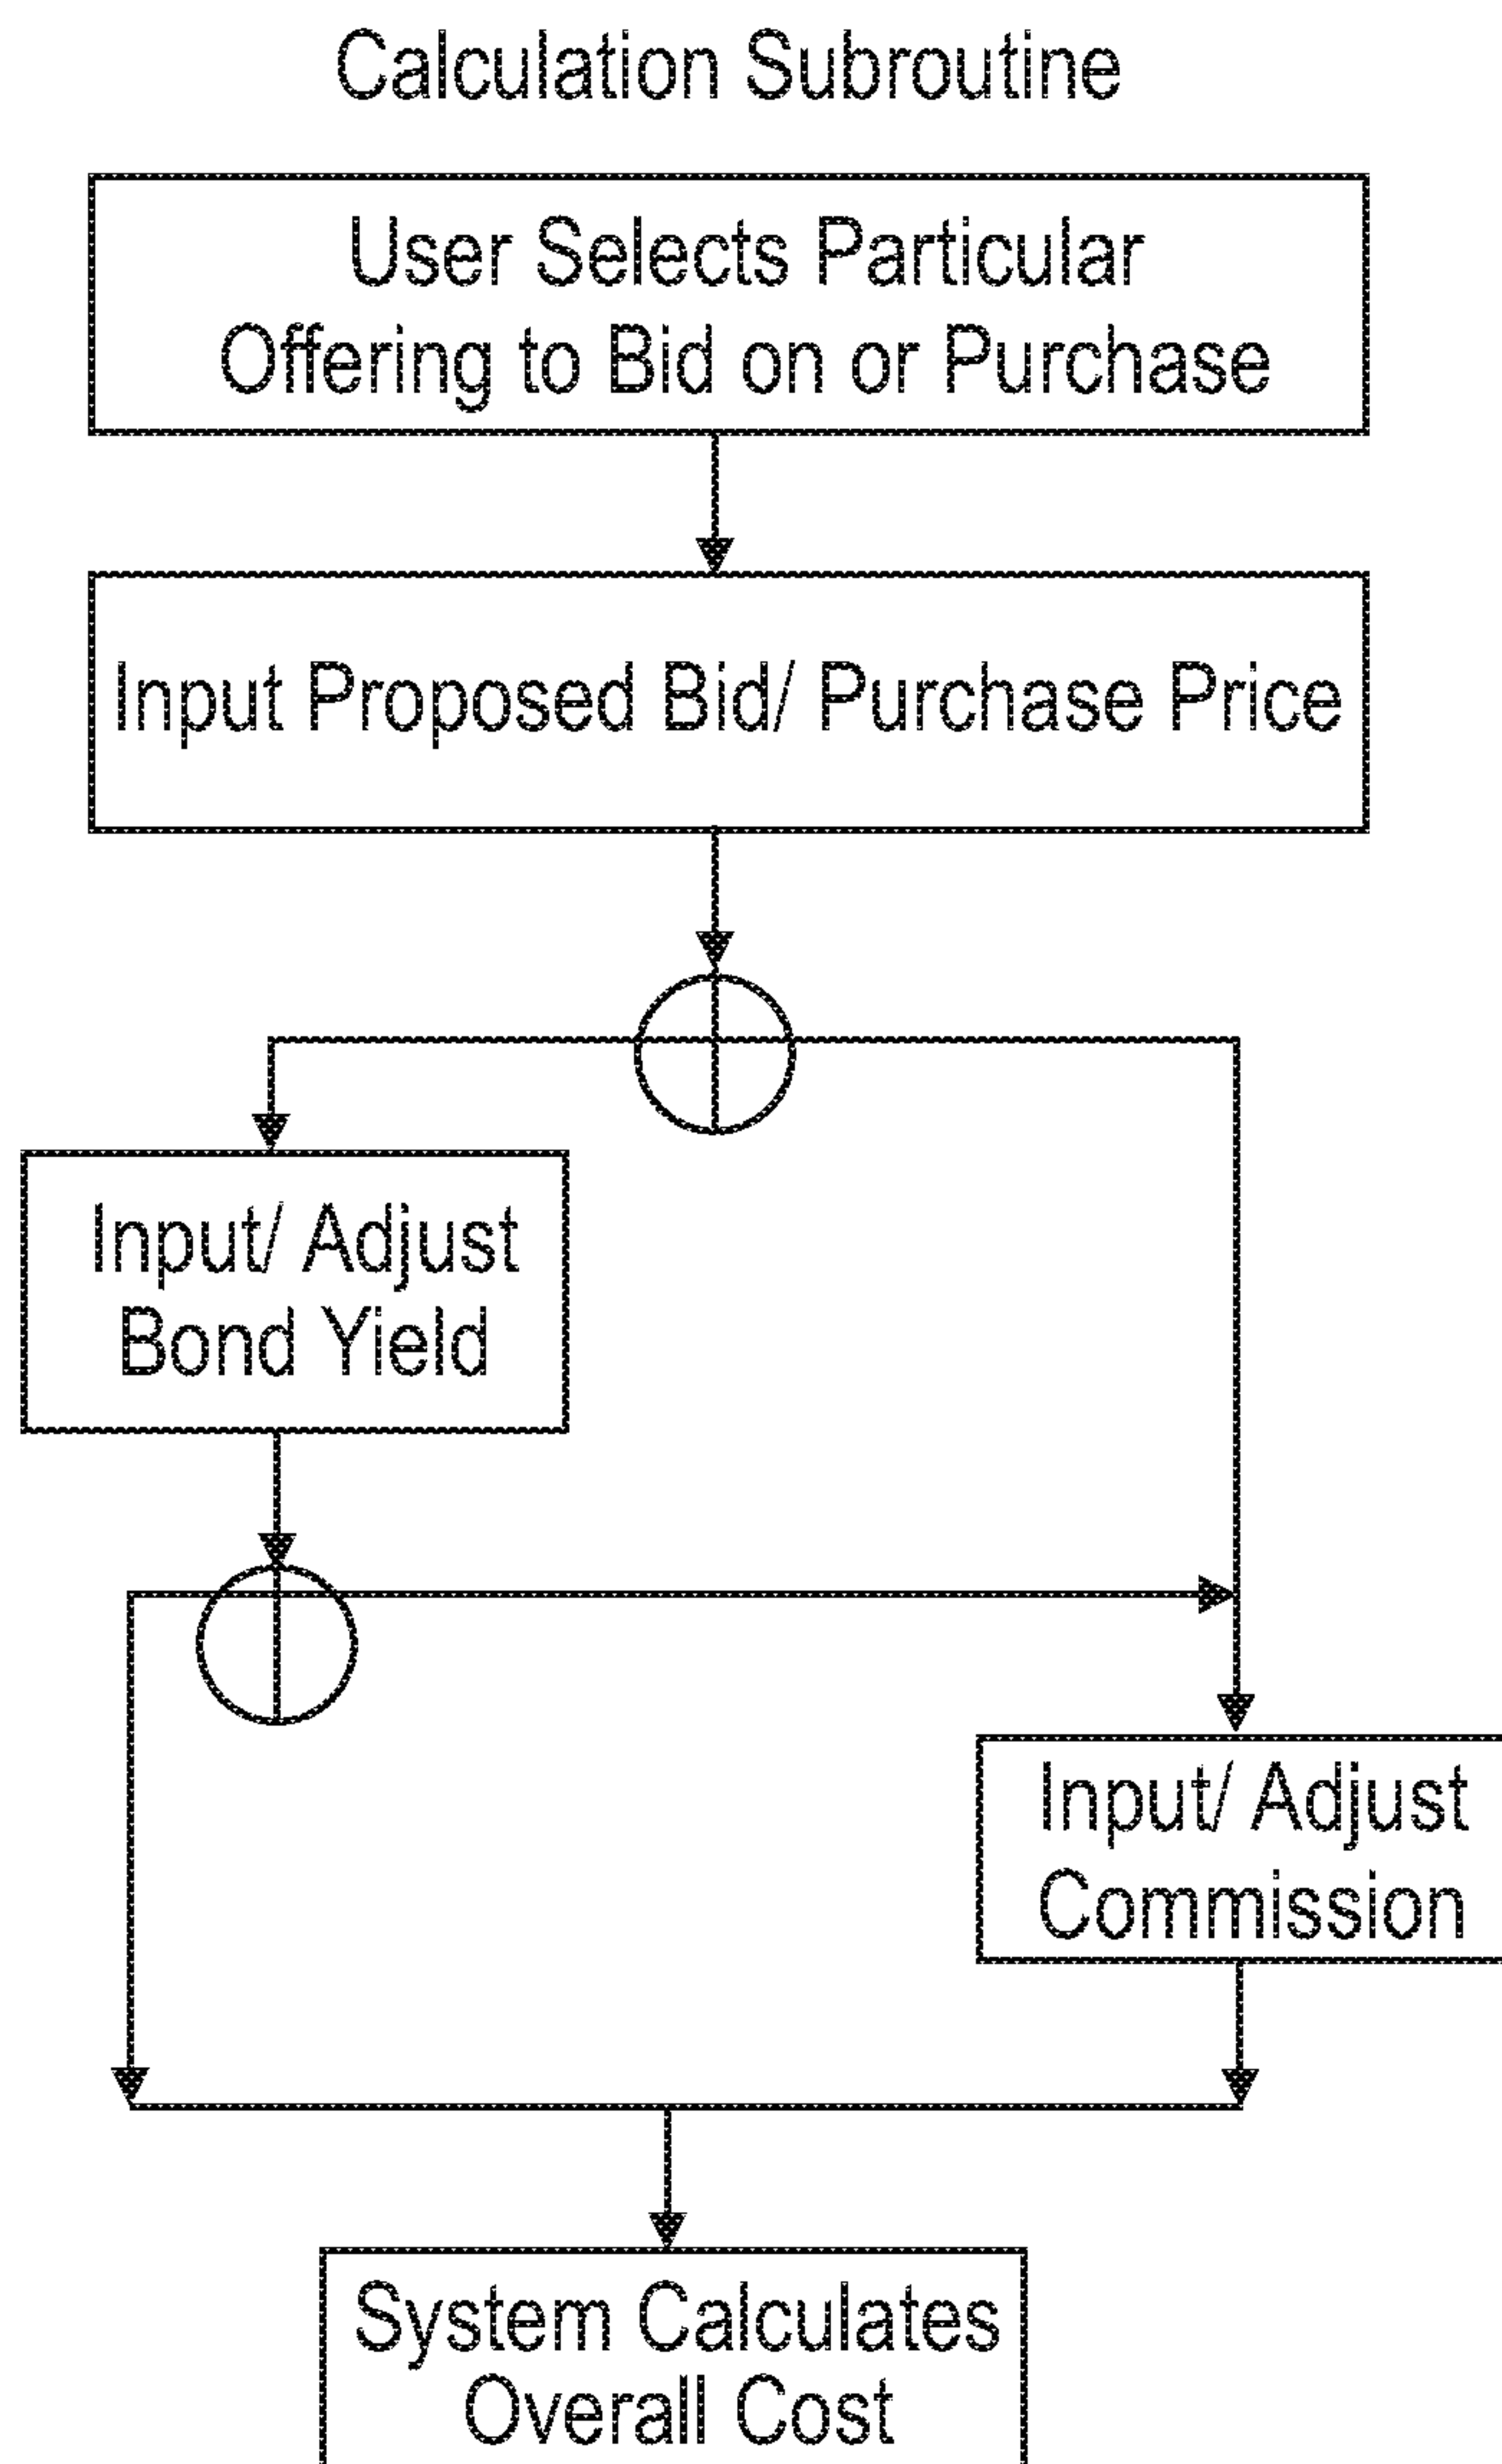 Calculation Subroutine
User Selects Particular
Offering to Bid on or Purchase
Input Proposed Bid/ Purchase Price
Input/ Adjust
Bond Yield
Input/ Adjust
Commission
System Calculates
Overall Cost